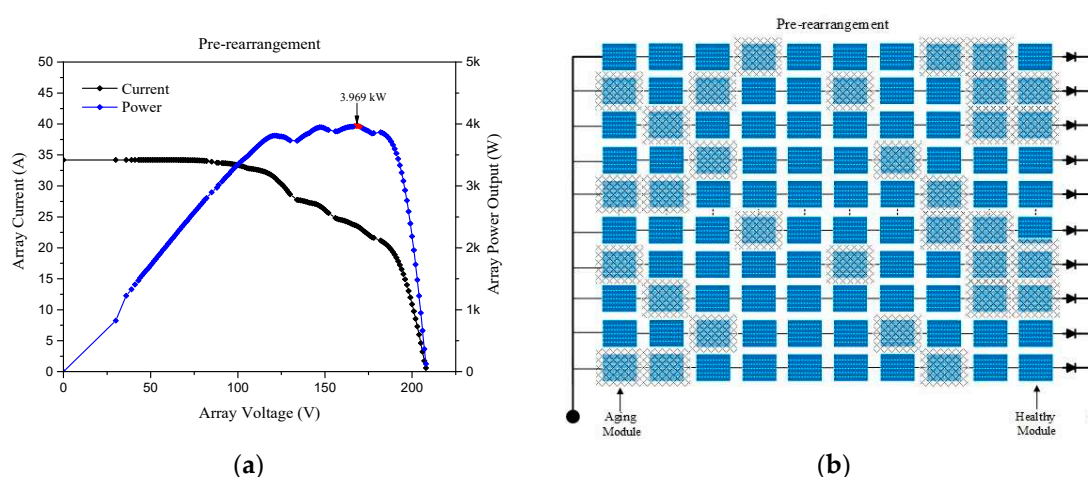 Pre-rearrangement
50
45
40
35
30
25
20
15
10
5
0
Array Current (A)
Current
Power
3.969 kW
5k
4k
3k
2k
1k
0
Array Power Output (W)
0
50
100
150
200
Array Voltage (V)
(a)
Pre-rearrangement
Aging
Module
Healthy
Module
(b)